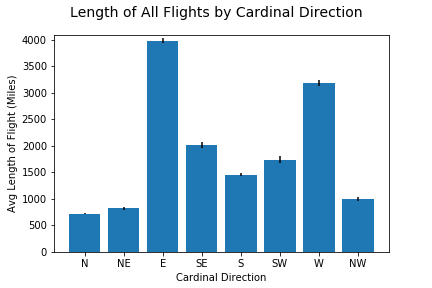 Length of All Flights by Cardinal Direction
Avg Length of Flight (Miles)
4000
3500
3000
2500
2000
1500
1000
500
0
N NE E SE S SW W NW
Cardinal Direction